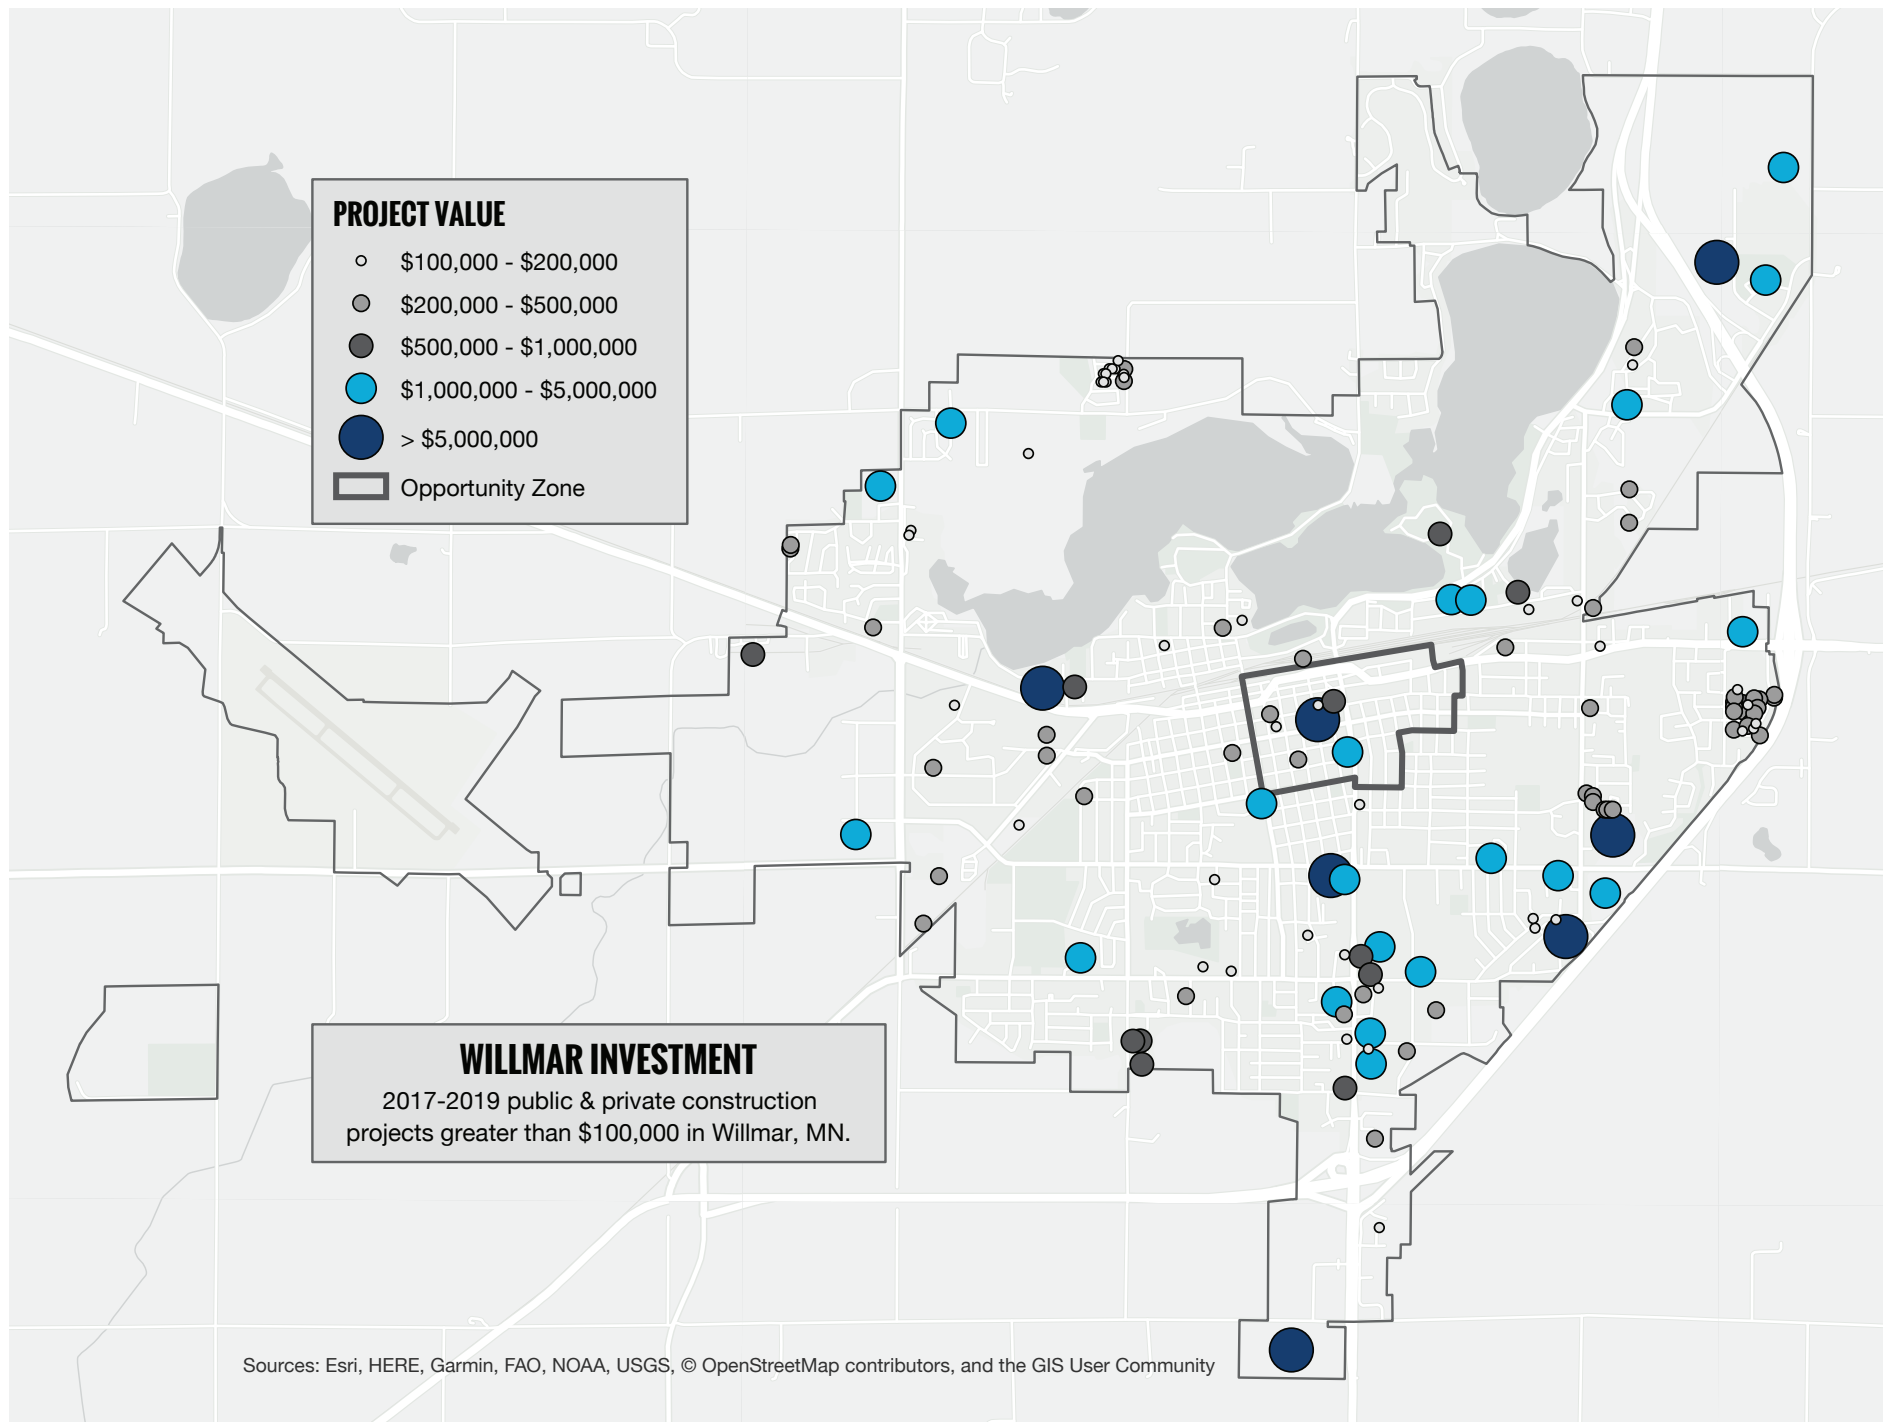 PROJECT VALUE
$100,000 - $200,000
$200,000 - $500,000
$500,000 - $1,000,000
$1,000,000 - $5,000,000
> $5,000,000
Opportunity Zone
WILLMAR INVESTMENT
2017-2019 public & private construction
projects greater than $100,000 in Willmar, MN.
Sources: Esri, HERE, Garmin, FAO, NOAA, USGS, © OpenStreetMap contributors, and the GIS User Community